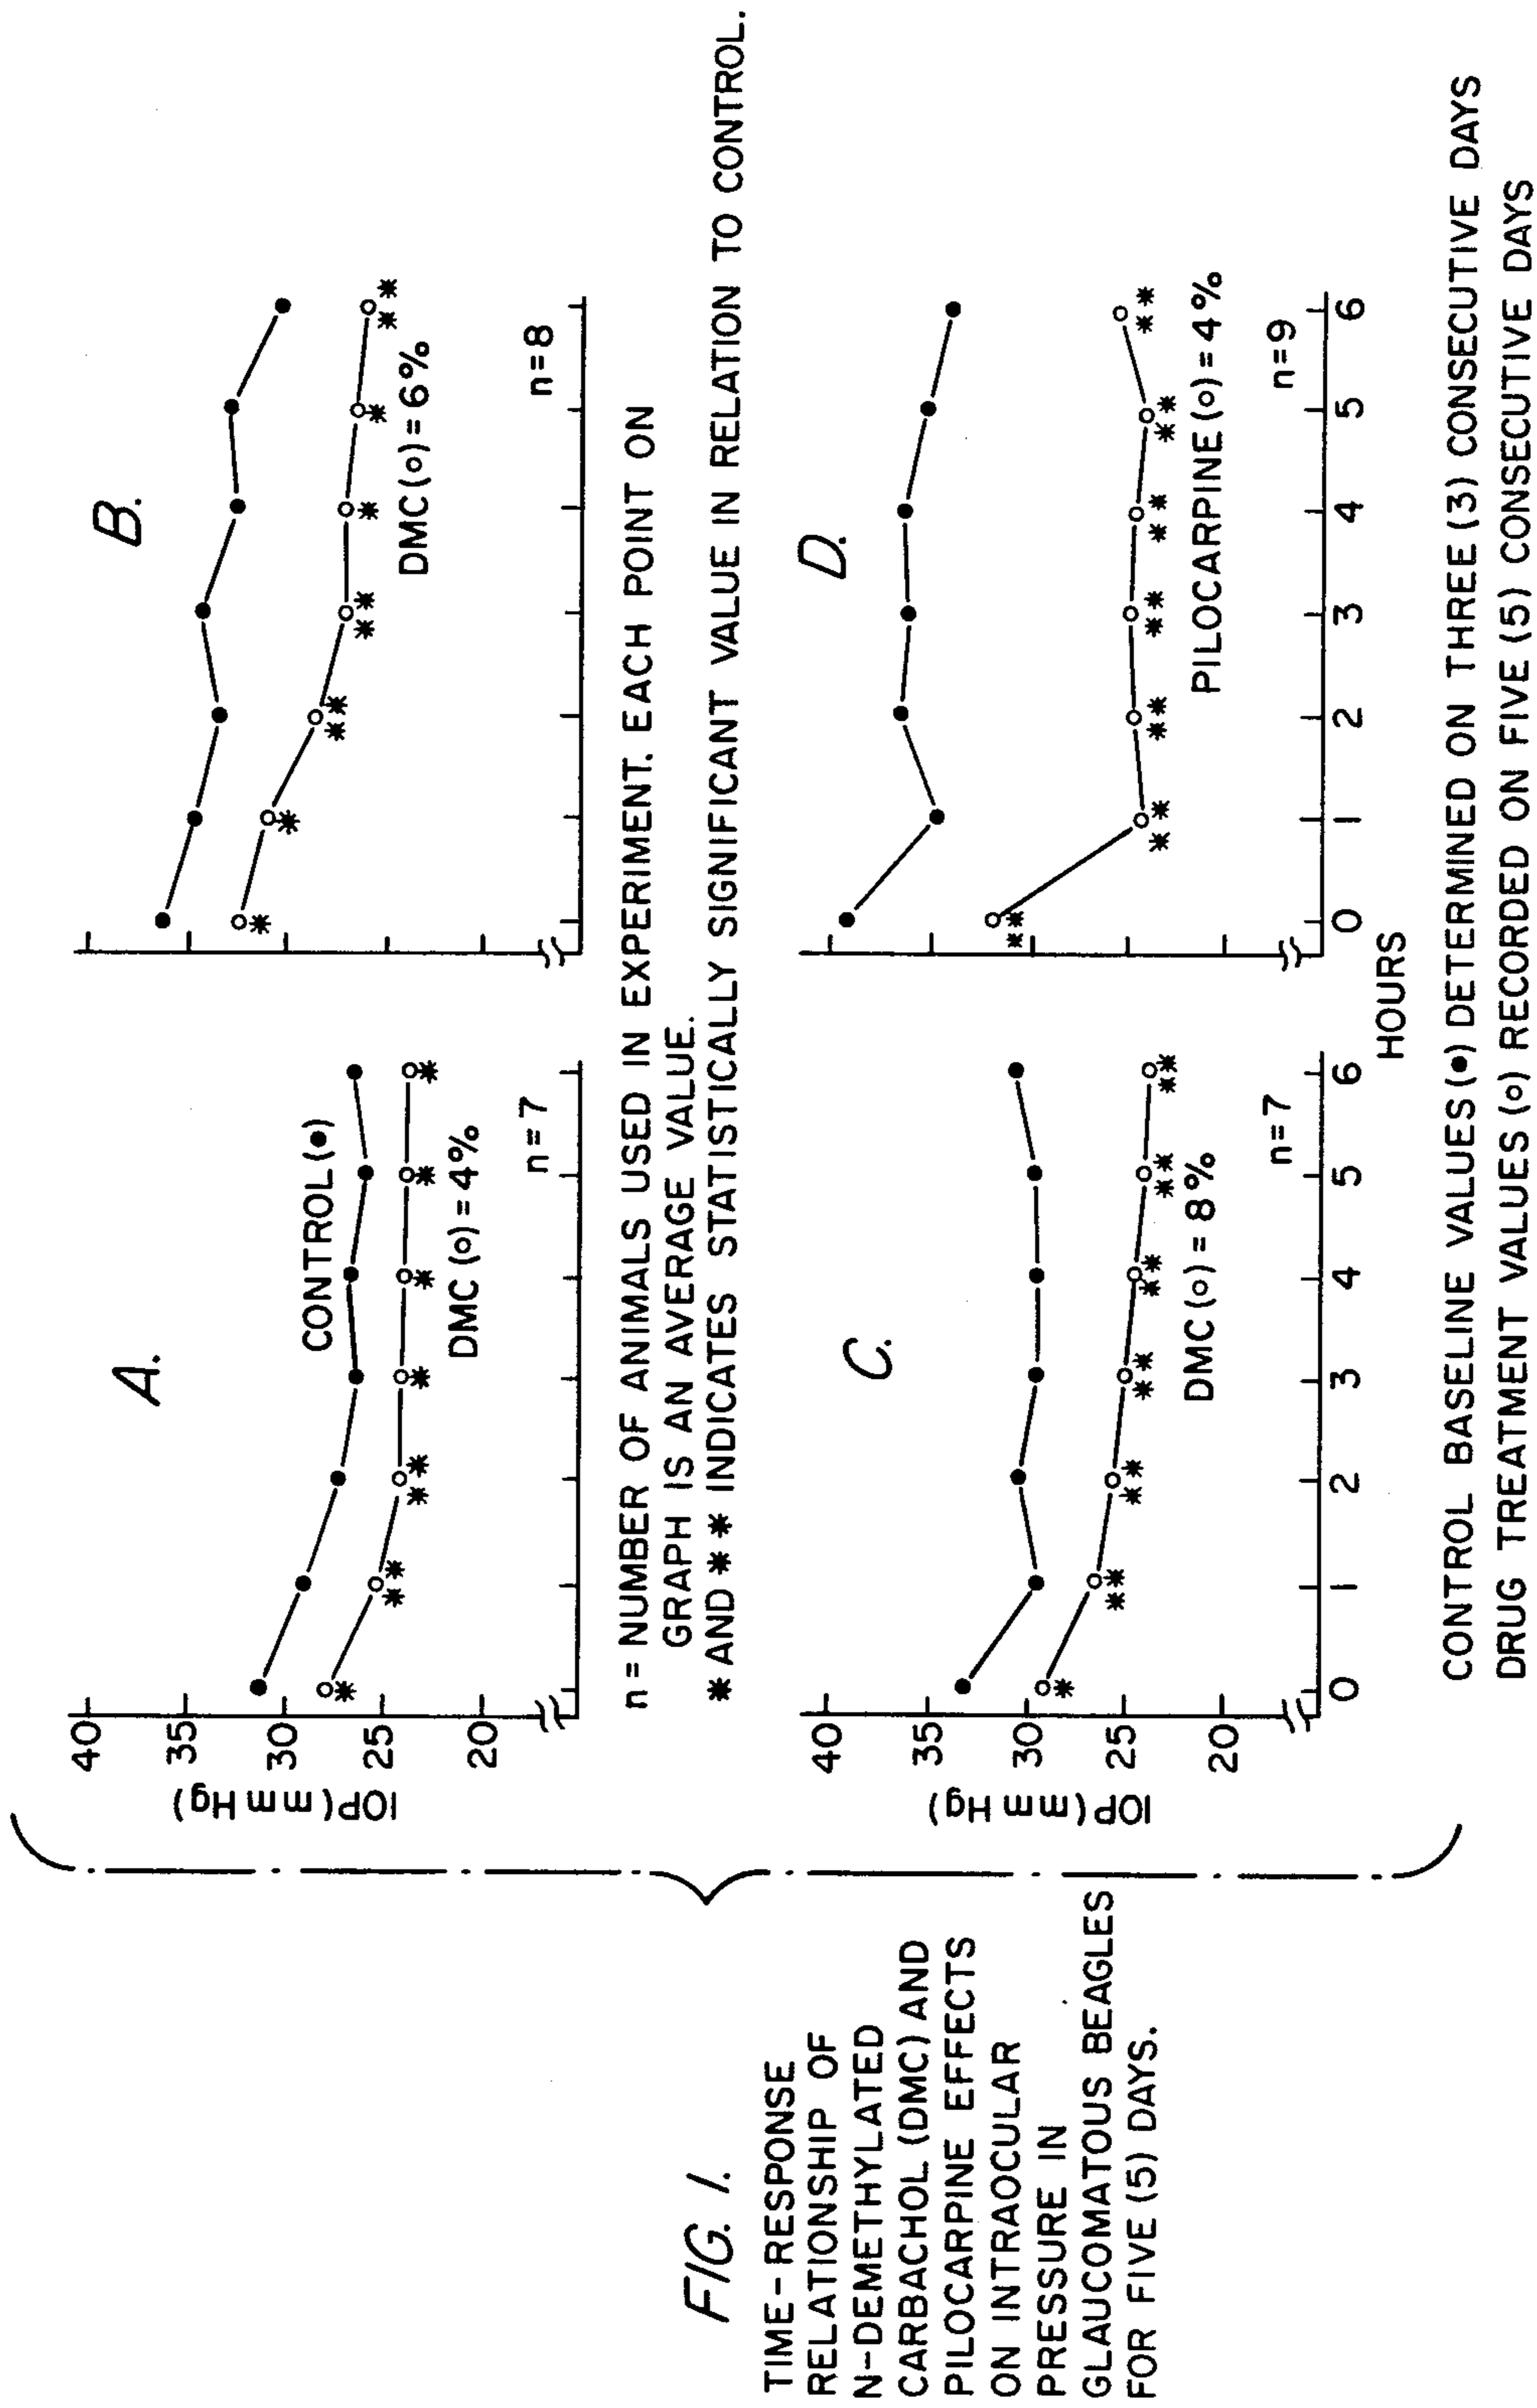 FIG. 1.
TIME-RESPONSE
RELATIONSHIP OF
N-DEMETHYLATED
CARBACHOL (DMC) AND
PILOCARPINE EFFECTS
ON INTRAOCULAR
PRESSURE IN
GLAUCOMATOUS BEAGLES
FOR FIVE (5) DAYS.
A.
IOP (mm Hg)
40
35
30
25
20
CONTROL (●)
DMC (○) = 4%
n = 7
B.
DMC (○) = 6%
n = 8
n = NUMBER OF ANIMALS USED IN EXPERIMENT. EACH POINT ON
GRAPH IS AN AVERAGE VALUE.
* AND * * INDICATES STATISTICALLY SIGNIFICANT VALUE IN RELATION TO CONTROL.
C.
IOP (mm Hg)
40
35
30
25
20
DMC (○) = 8%
n = 7
0 1 2 3 4 5 6
D.
PILOCARPINE (○) = 4%
n = 9
0 1 2 3 4 5 6
HOURS
CONTROL BASELINE VALUES (●) DETERMINED ON THREE (3) CONSECUTIVE DAYS
DRUG TREATMENT VALUES (○) RECORDED ON FIVE (5) CONSECUTIVE DAYS